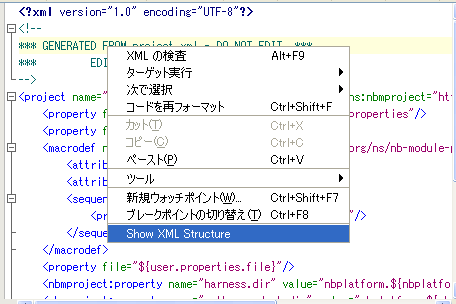 <?xml version="1.0" encoding="UTF-8"?>
<!--
*** GENERATED FROM project.xml - DO NOT EDIT ***
*** EDI
-->
<project name=" ns:nbmproject="htt
<property f properties"/>
<property f
<macrodef n org/ns/nb-module-p
<attrib
<attrib
<sequen
<pr "/>
</seque
</macrodef>
<property file="${user.properties.file}"/>
<nbmproject:property name="harness.dir" value="nbplatform.${nbplatfo
XML の検査 Alt+F9
ターゲット実行
次で選択
コードを再フォーマット Ctrl+Shift+F
カット(T) Ctrl+X
コピー(C) Ctrl+C
ペースト(P) Ctrl+V
ツール
新規ウォッチポイント(W)... Ctrl+Shift+F7
ブレークポイントの切り替え(T) Ctrl+F8
Show XML Structure